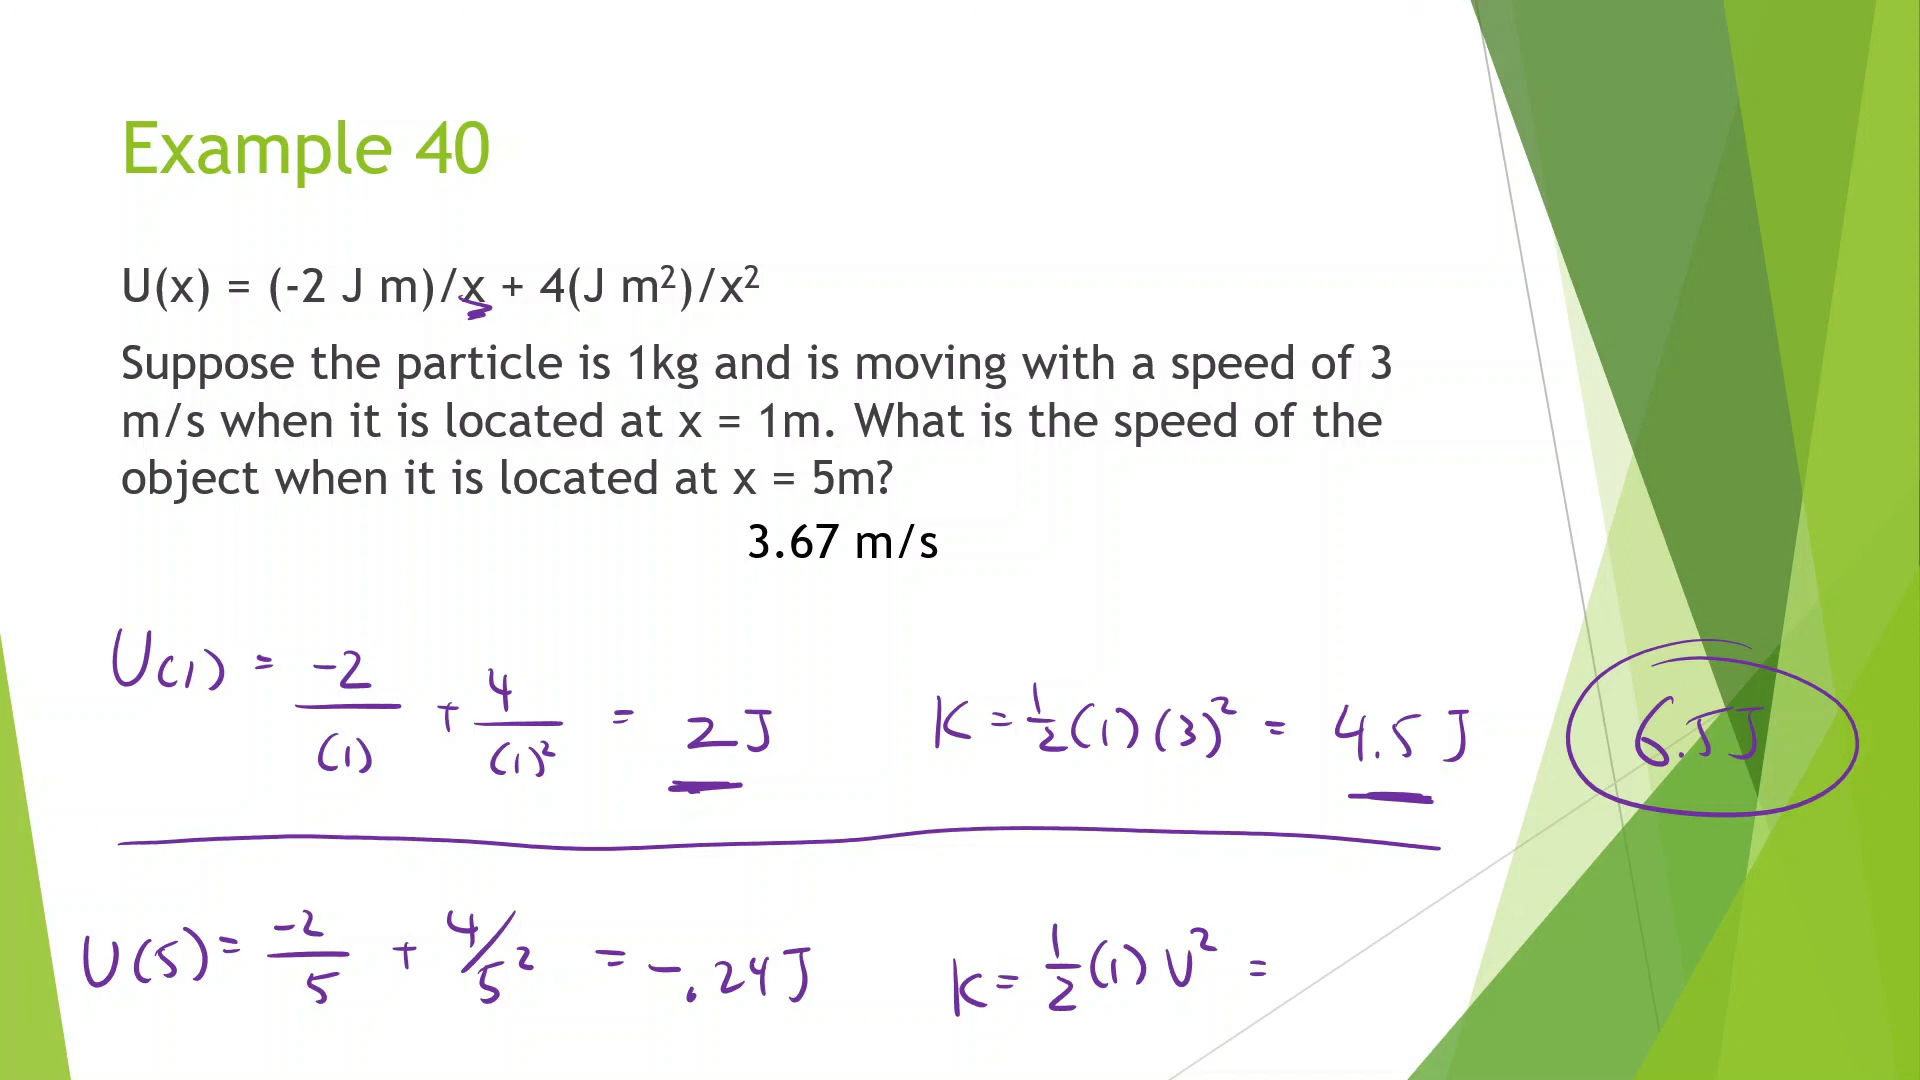 Example 40
U(x) = (-2 J m)/x + 4(J m²)/x²
Suppose the particle is 1kg and is moving with a speed of 3
m/s when it is located at x = 1m. What is the speed of the
object when it is located at x = 5m?
3.67 m/s
U(1) = -2/(1) + 4/(1)² = 2 J K = 1/2 (1) (3)² = 4.5 J 6.5J
U(5) = -2/5 + 4/5² = -.24 J K = 1/2 (1) V² =